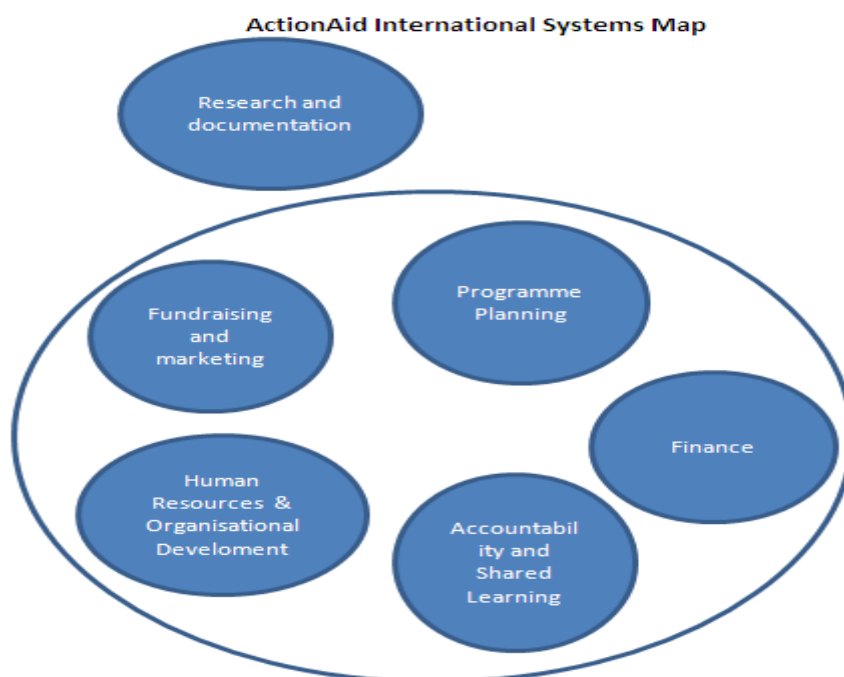 ActionAid International Systems Map
Research and
documentation
Programme
Planning
Fundraising
and
marketing
Finance
Human
Resources &
Organisational
Develoment
Accountabil
ity and
Shared
Learning